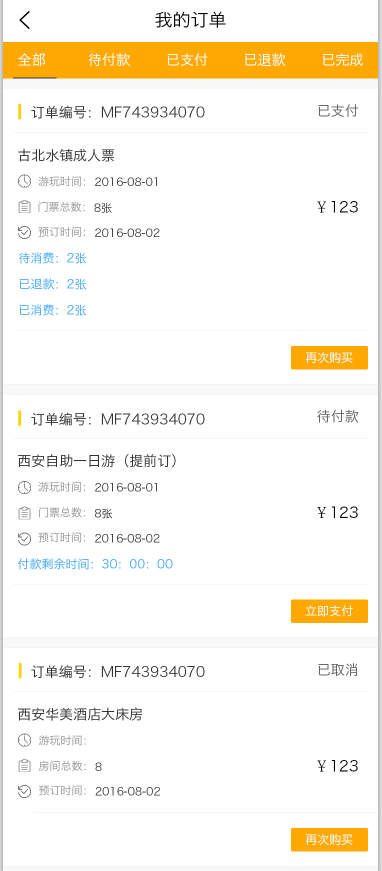 我的订单
全部 待付款 已支付 已退款 已完成
订单编号：MF743934070 已支付
古北水镇成人票
游玩时间： 2016-08-01
门票总数： 8张 ￥123
预订时间： 2016-08-02
待消费：2张
已退款：2张
已消费：2张
再次购买
订单编号：MF743934070 待付款
西安自助一日游（提前订）
游玩时间： 2016-08-01
门票总数： 8张 ￥123
预订时间： 2016-08-02
付款剩余时间：30：00：00
立即支付
订单编号：MF743934070 已取消
西安华美酒店大床房
游玩时间：
房间总数： 8 ￥123
预订时间： 2016-08-02
再次购买